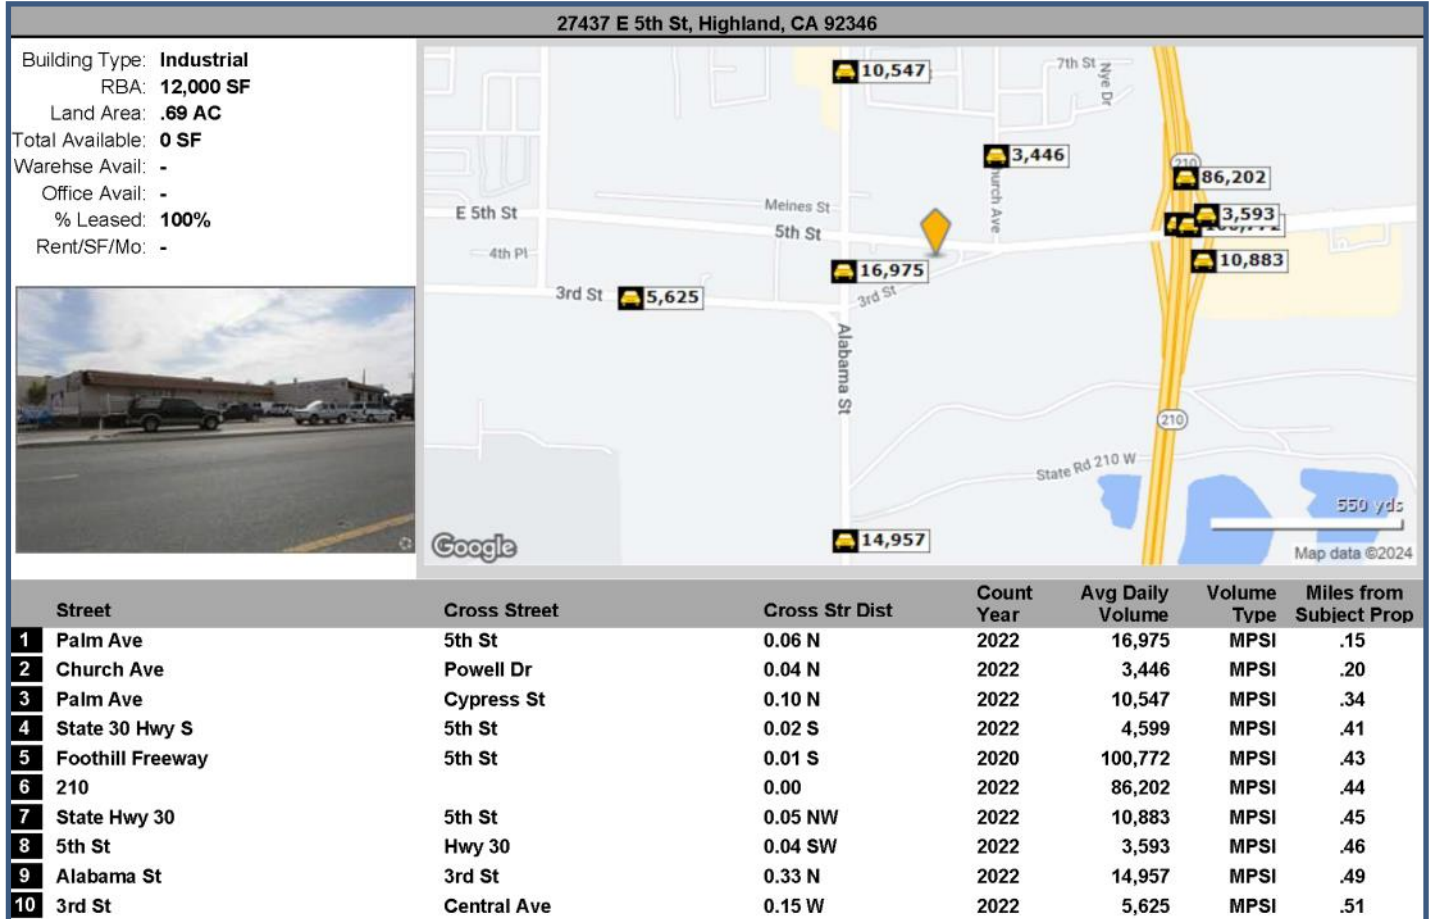 27437 E 5th St, Highland, CA 92346
Building Type: Industrial
RBA: 12,000 SF
Land Area: .69 AC
Total Available: 0 SF
Warehse Avail: -
Office Avail: -
% Leased: 100%
Rent/SF/Mo: -
10,547
7th St
Nye Dr
3,446
Church Ave
210
86,202
Meines St
E 5th St
5th St
3,593
4th Pl
16,975
10,883
3rd St
5,625
3rd St
Alabama St
210
State Rd 210 W
550 yds
14,957
Google
Map data ©2024
Street Cross Street Cross Str Dist Count Year Avg Daily Volume Volume Type Miles from Subject Prop
1 Palm Ave 5th St 0.06 N 2022 16,975 MPSI .15
2 Church Ave Powell Dr 0.04 N 2022 3,446 MPSI .20
3 Palm Ave Cypress St 0.10 N 2022 10,547 MPSI .34
4 State 30 Hwy S 5th St 0.02 S 2022 4,599 MPSI .41
5 Foothill Freeway 5th St 0.01 S 2020 100,772 MPSI .43
6 210 0.00 2022 86,202 MPSI .44
7 State Hwy 30 5th St 0.05 NW 2022 10,883 MPSI .45
8 5th St Hwy 30 0.04 SW 2022 3,593 MPSI .46
9 Alabama St 3rd St 0.33 N 2022 14,957 MPSI .49
10 3rd St Central Ave 0.15 W 2022 5,625 MPSI .51